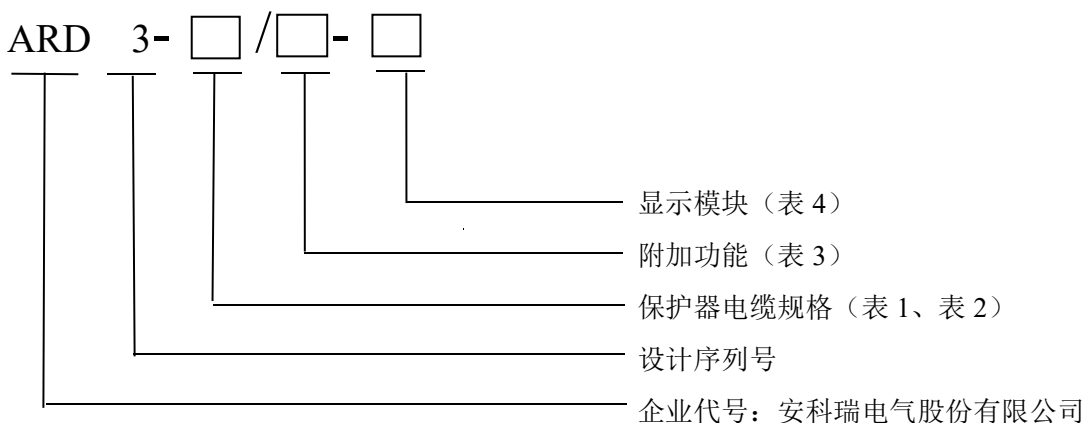 ARD 3-□/□-□
显示模块（表 4）
附加功能（表 3）
保护器电缆规格（表 1、表 2）
设计序列号
企业代号：安科瑞电气股份有限公司